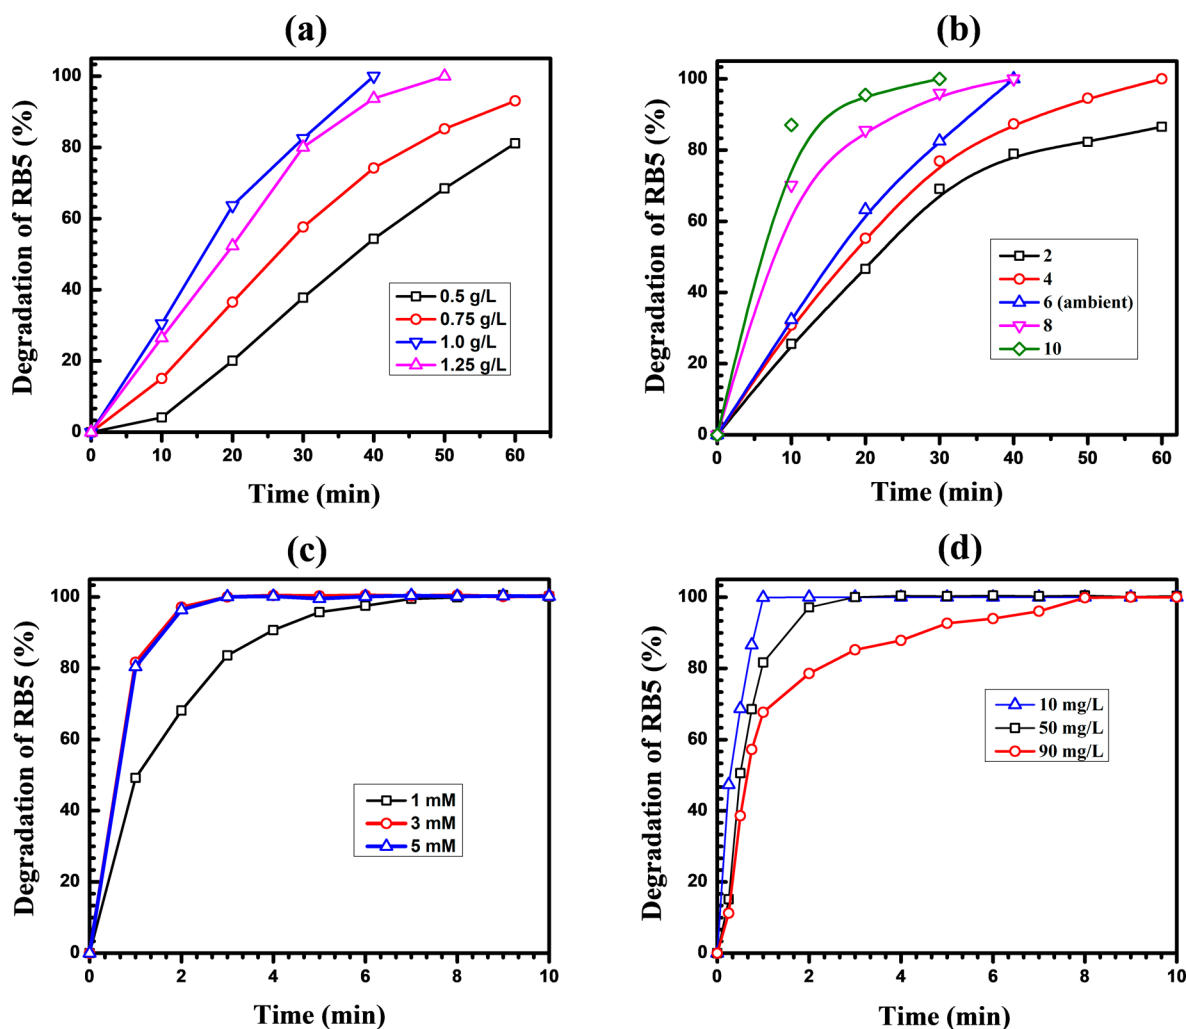 (a)
Degradation of RB5 (%)
100
80
60
40
20
0
0 10 20 30 40 50 60
Time (min)
0.5 g/L
0.75 g/L
1.0 g/L
1.25 g/L
(b)
Degradation of RB5 (%)
100
80
60
40
20
0
0 10 20 30 40 50 60
Time (min)
2
4
6 (ambient)
8
10
(c)
Degradation of RB5 (%)
100
80
60
40
20
0
0 2 4 6 8 10
Time (min)
1 mM
3 mM
5 mM
(d)
Degradation of RB5 (%)
100
80
60
40
20
0
0 2 4 6 8 10
Time (min)
10 mg/L
50 mg/L
90 mg/L